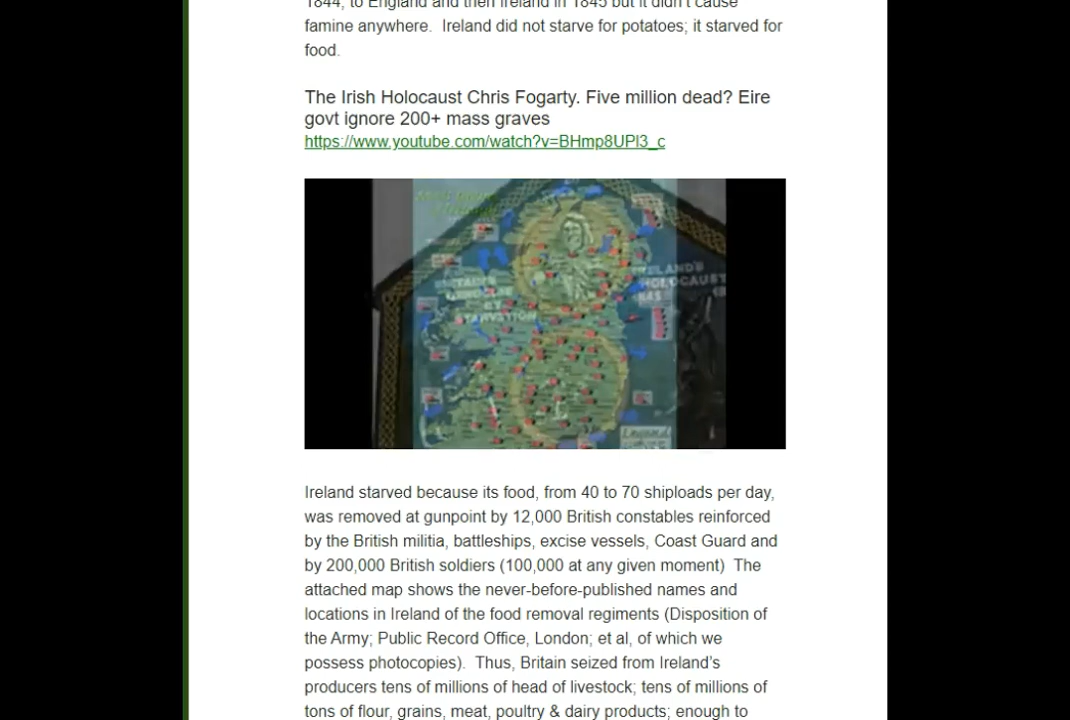 1844, to England and then Ireland in 1845 but it didn't cause
famine anywhere.  Ireland did not starve for potatoes; it starved for
food.
The Irish Holocaust Chris Fogarty. Five million dead? Eire
govt ignore 200+ mass graves
https://www.youtube.com/watch?v=BHmp8UPl3_c
IRELAND'S
HOLOCAUST
Ireland starved because its food, from 40 to 70 shiploads per day,
was removed at gunpoint by 12,000 British constables reinforced
by the British militia, battleships, excise vessels, Coast Guard and
by 200,000 British soldiers (100,000 at any given moment)  The
attached map shows the never-before-published names and
locations in Ireland of the food removal regiments (Disposition of
the Army; Public Record Office, London; et al, of which we
possess photocopies).  Thus, Britain seized from Ireland’s
producers tens of millions of head of livestock; tens of millions of
tons of flour, grains, meat, poultry & dairy products; enough to